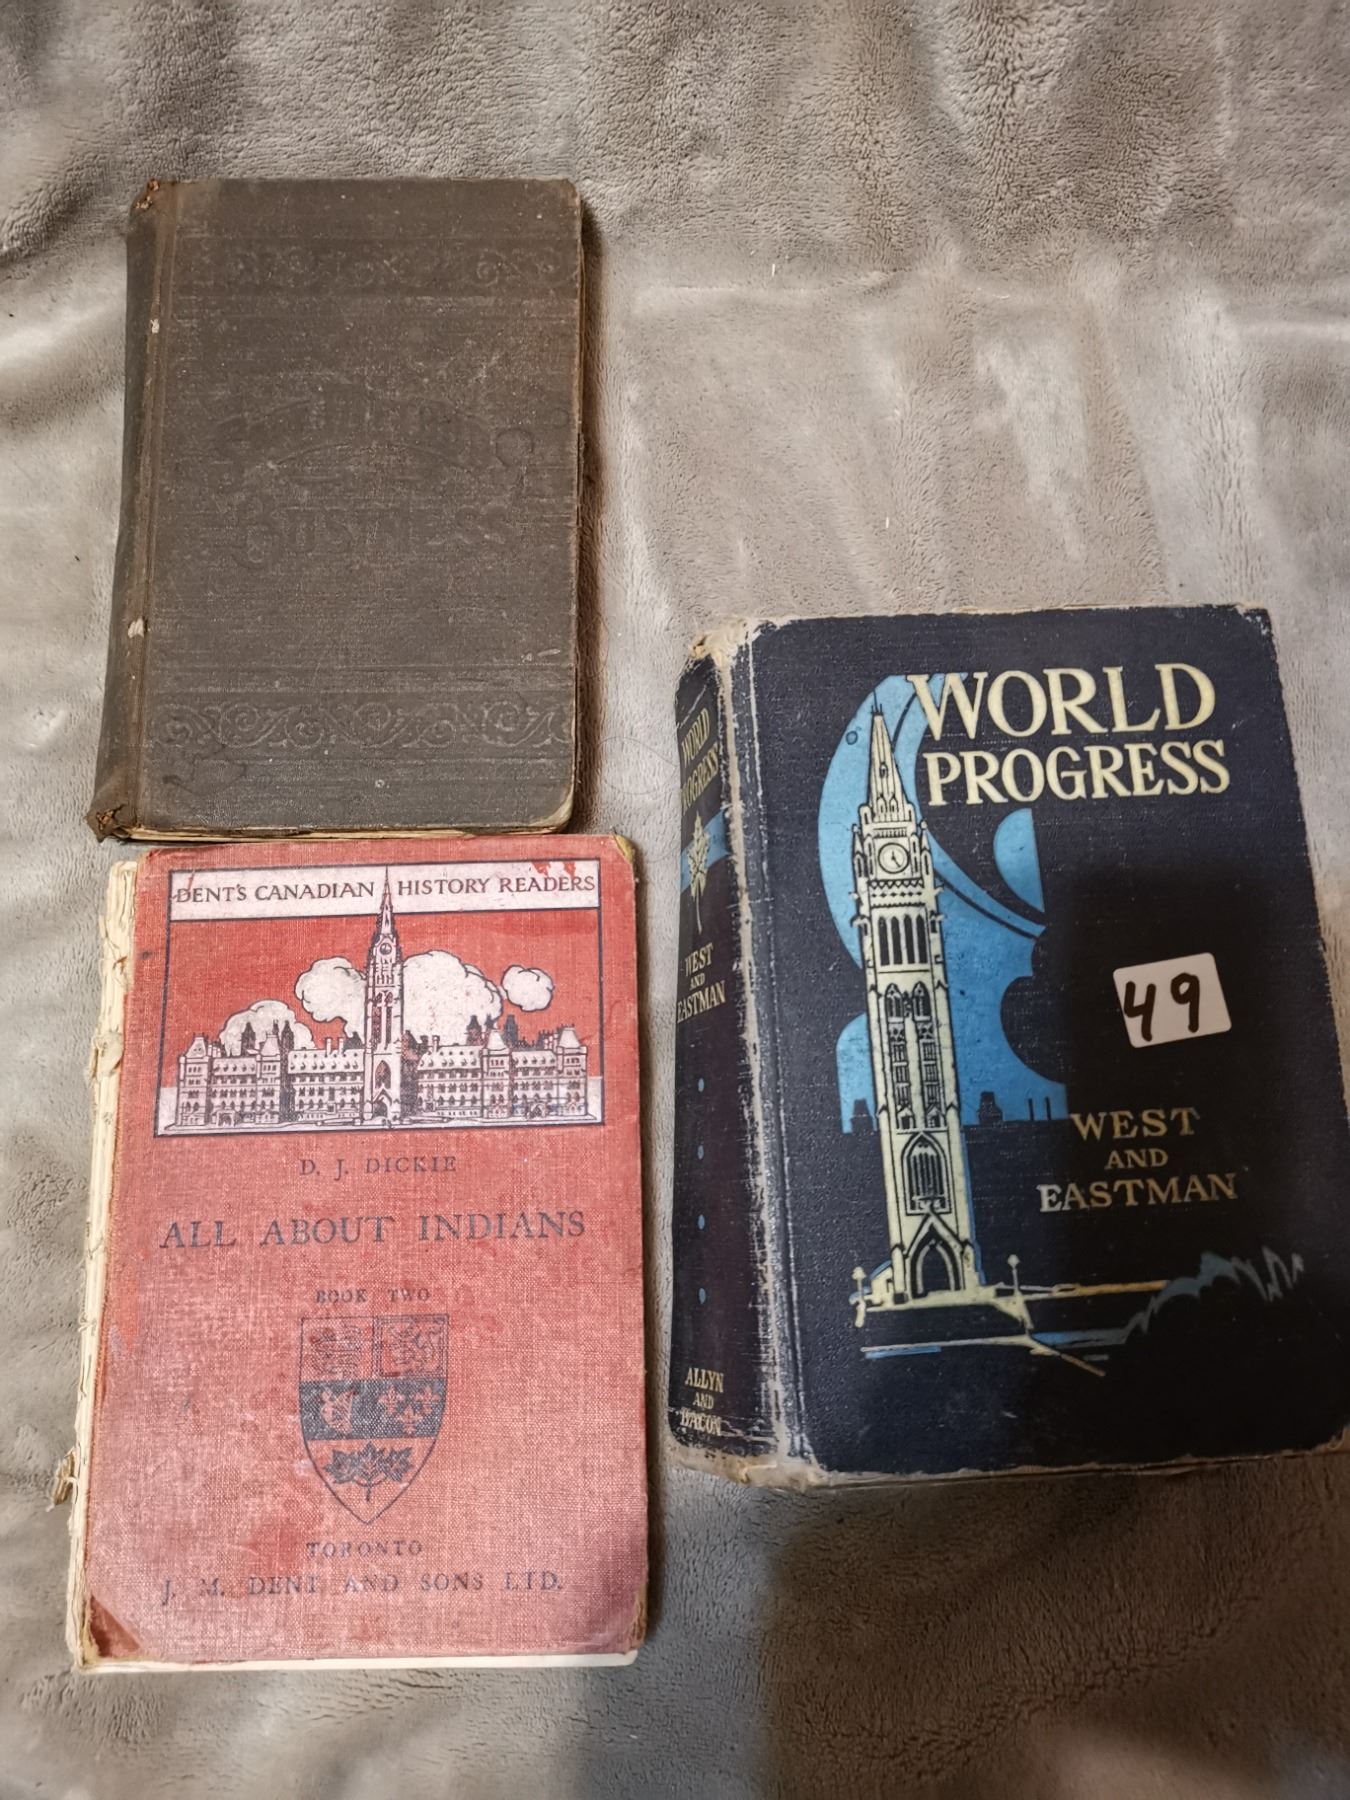 BUSINESS
DENT'S CANADIAN HISTORY READERS
D. J. DICKIE
ALL ABOUT INDIANS
BOOK TWO
TORONTO
J. M. DENT AND SONS LTD.
WORLD
PROGRESS
WEST
AND
EASTMAN
ALLYN
AND
BACON
WORLD
PROGRESS
49
WEST
AND
EASTMAN